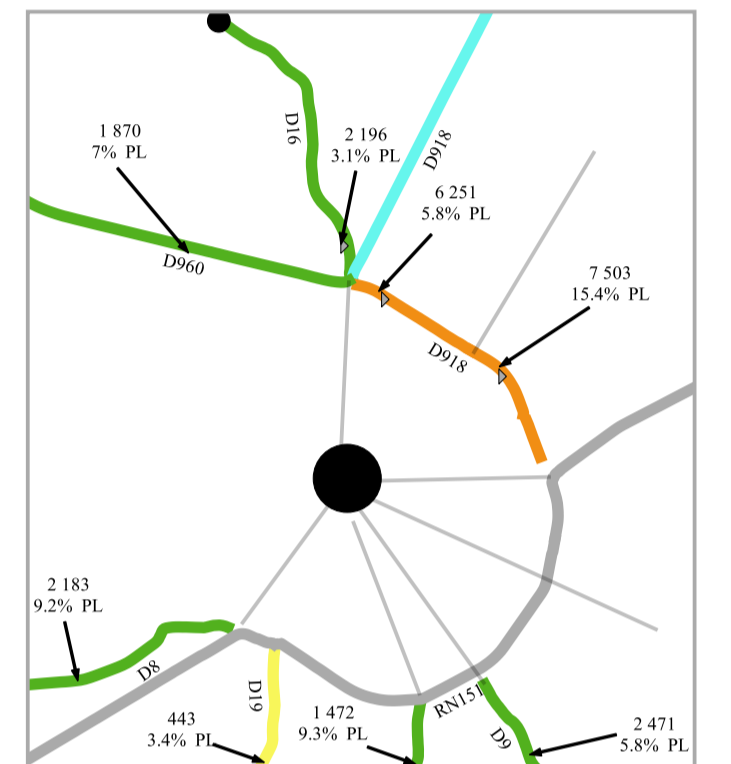 D16
D918
1 870
7% PL
2 196
3.1% PL
6 251
5.8% PL
D960
7 503
15.4% PL
D918
2 183
9.2% PL
D8
D19
443
3.4% PL
1 472
9.3% PL
RN151
D9
2 471
5.8% PL